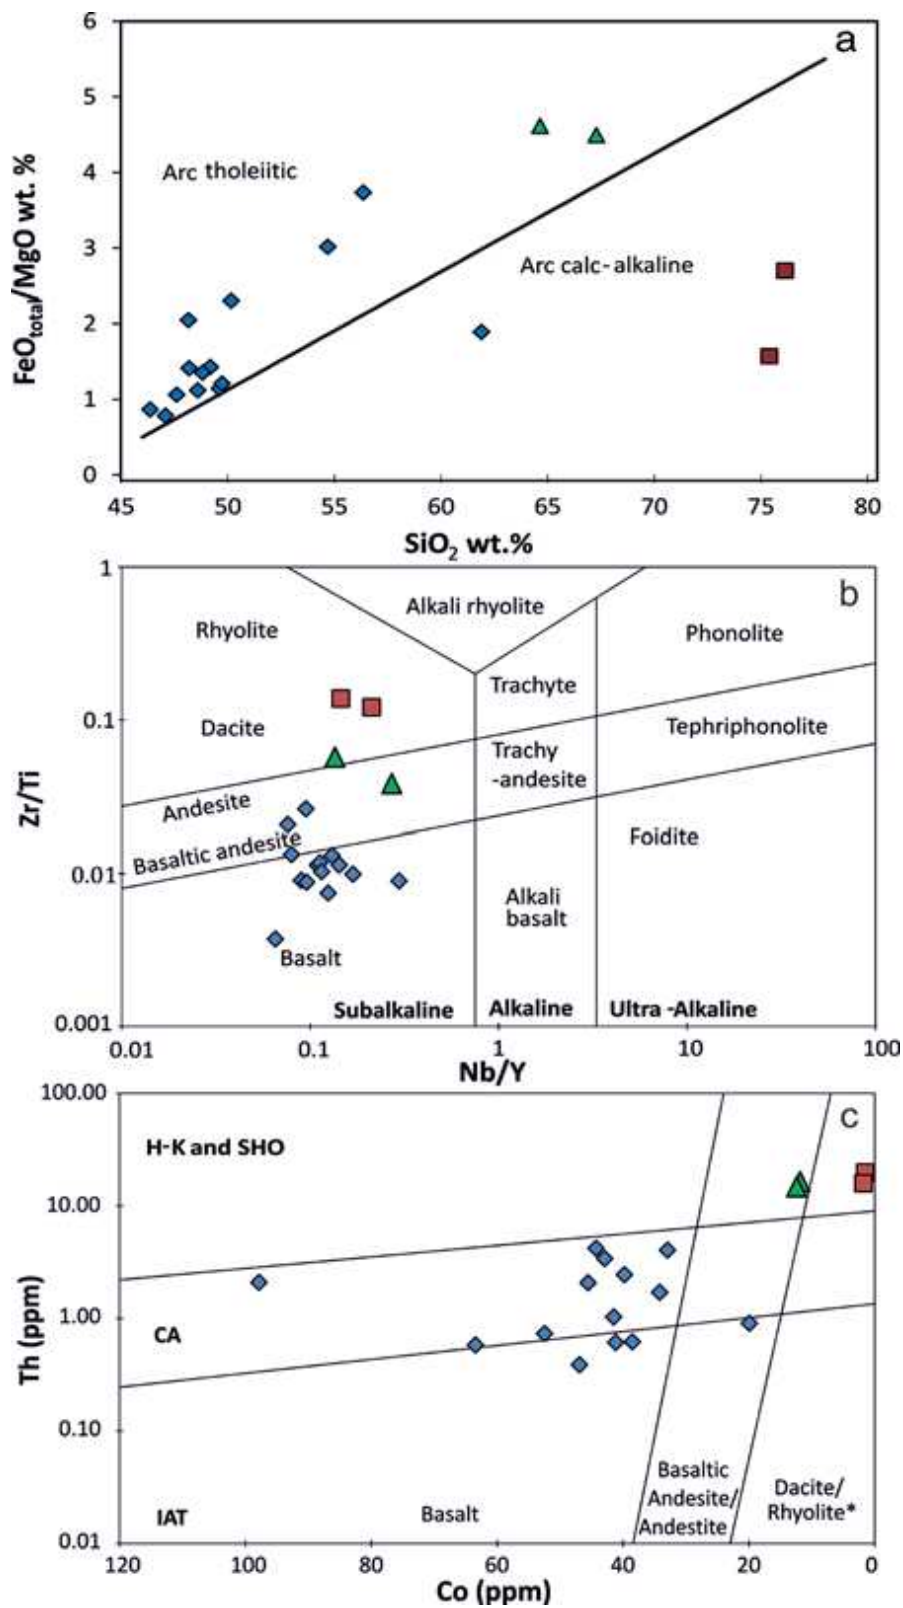 a
6
5
4
3
2
1
0
FeOtotal/MgO wt. %
Arc tholeiitic
Arc calc-alkaline
45 50 55 60 65 70 75 80
SiO2 wt.%
b
1
0.1
0.01
0.001
Zr/Ti
Alkali rhyolite
Rhyolite
Phonolite
Trachyte
Dacite
Tephriphonolite
Trachy
-andesite
Andesite
Basaltic andesite
Foidite
Alkali
basalt
Basalt
Subalkaline Alkaline Ultra -Alkaline
0.01 0.1 1 10 100
Nb/Y
c
100.00
10.00
1.00
0.10
0.01
Th (ppm)
H-K and SHO
CA
IAT
Basalt
Basaltic
Andesite/
Andestite
Dacite/
Rhyolite*
120 100 80 60 40 20 0
Co (ppm)